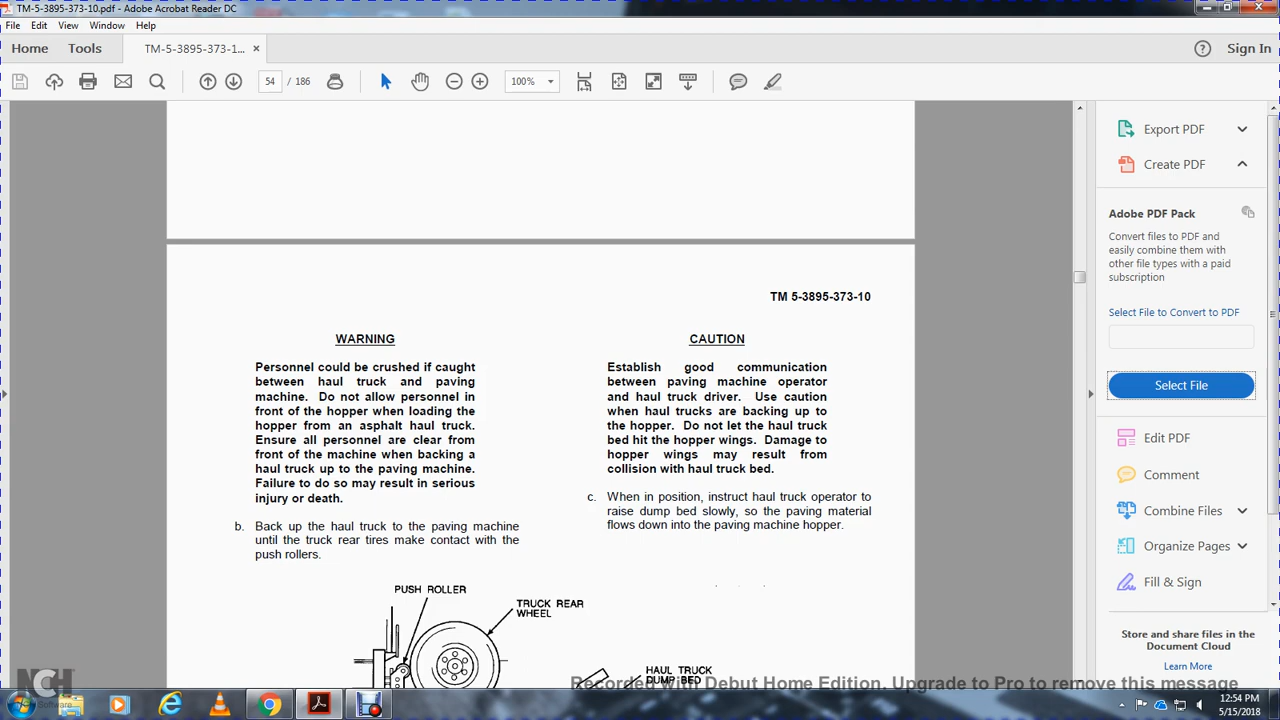 TM-5-3895-373-10.pdf - Adobe Acrobat Reader DC
File Edit View Window Help
Home Tools TM-5-3895-373-1... × Sign In
54 / 186 100%
Export PDF
Create PDF
Adobe PDF Pack
Convert files to PDF and
easily combine them with
other file types with a paid
subscription
Select File to Convert to PDF
Select File
Edit PDF
Comment
Combine Files
Organize Pages
Fill & Sign
Store and share files in the
Document Cloud
Learn More
TM 5-3895-373-10
WARNING
Personnel could be crushed if caught
between haul truck and paving
machine. Do not allow personnel in
front of the hopper when loading the
hopper from an asphalt haul truck.
Ensure all personnel are clear from
front of the machine when backing a
haul truck up to the paving machine.
Failure to do so may result in serious
injury or death.
b. Back up the haul truck to the paving machine
until the truck rear tires make contact with the
push rollers.
CAUTION
Establish good communication
between paving machine operator
and haul truck driver. Use caution
when haul trucks are backing up to
the hopper. Do not let the haul truck
bed hit the hopper wings. Damage to
hopper wings may result from
collision with haul truck bed.
c. When in position, instruct haul truck operator to
raise dump bed slowly, so the paving material
flows down into the paving machine hopper.
PUSH ROLLER
TRUCK REAR
WHEEL
HAUL TRUCK
DUMP BED
Recorded with Debut Home Edition. Upgrade to Pro to remove this message
NCH
Software
12:54 PM
5/15/2018